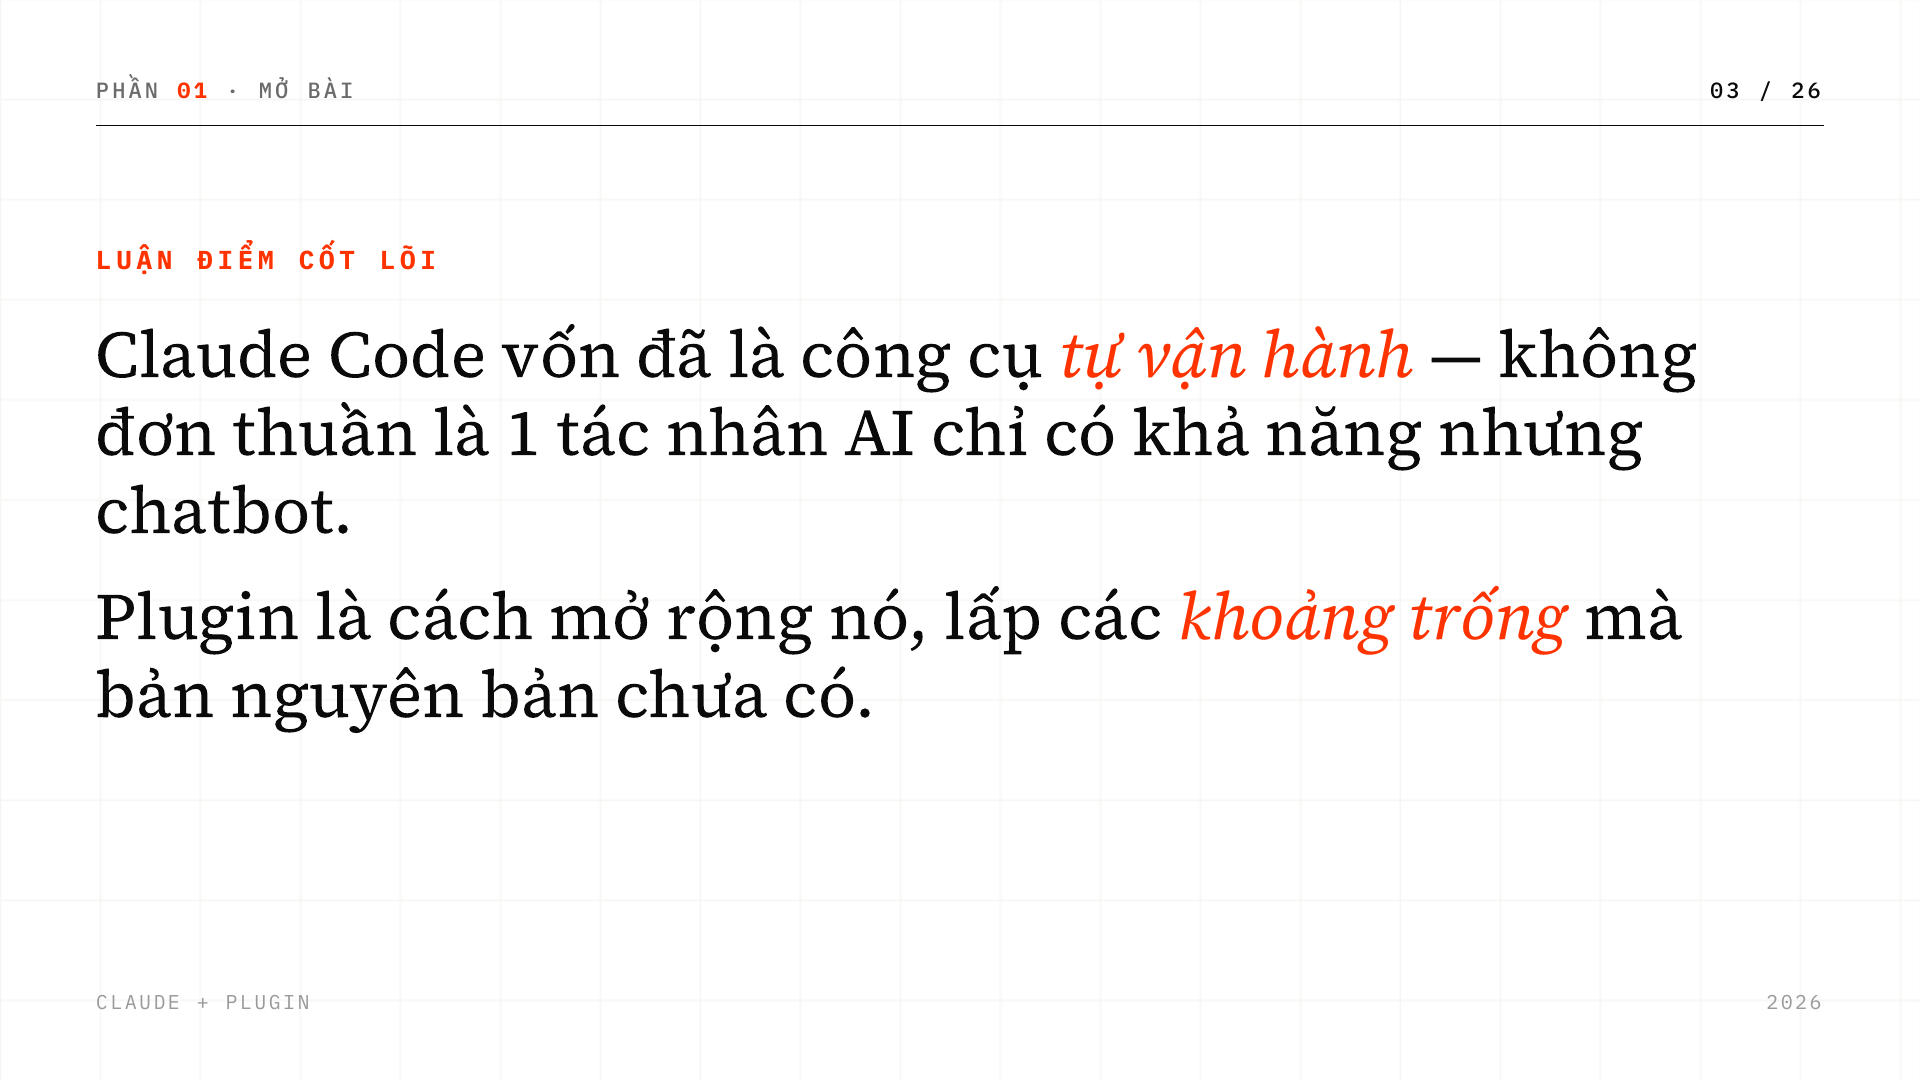 PHẦN 01 · MỞ BÀI
03 / 26
LUẬN ĐIỂM CỐT LÕI
Claude Code vốn đã là công cụ tự vận hành — không
đơn thuần là 1 tác nhân AI chỉ có khả năng nhưng
chatbot.
Plugin là cách mở rộng nó, lấp các khoảng trống mà
bản nguyên bản chưa có.
CLAUDE + PLUGIN
2026